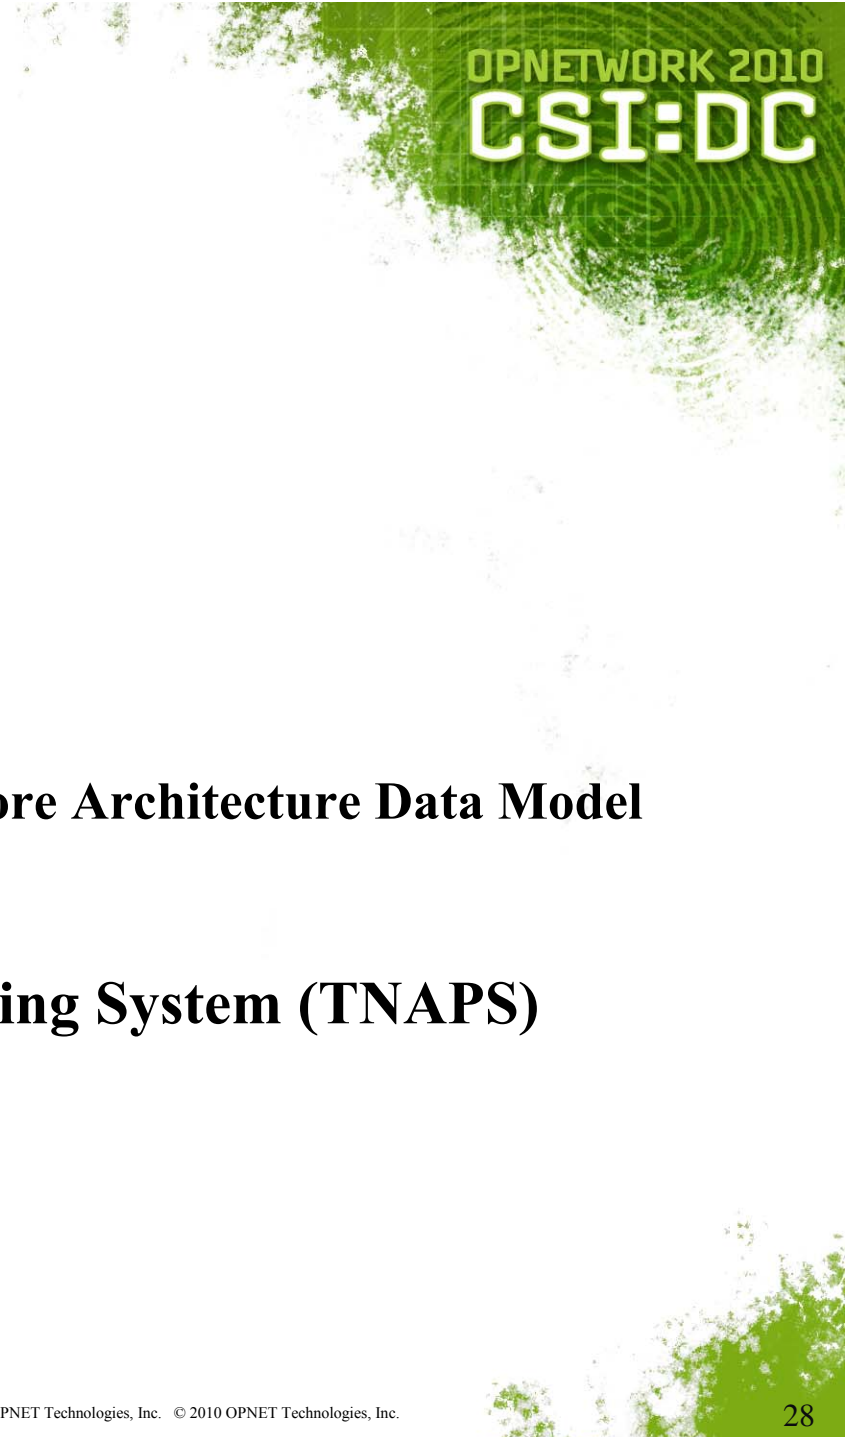 OPNETWORK 2010
CSI:DC
ore Architecture Data Model
ing System (TNAPS)
PNET Technologies, Inc. © 2010 OPNET Technologies, Inc.
28